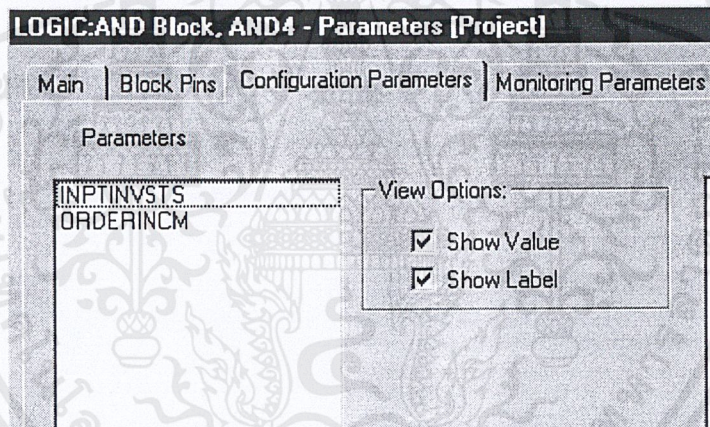 LOGIC:AND Block, AND4 - Parameters [Project]
Main Block Pins Configuration Parameters Monitoring Parameters
Parameters
INPTINVSTS
ORDERINCM
View Options:
Show Value
Show Label